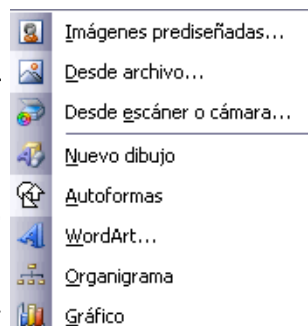 Imágenes prediseñadas...
Desde archivo...
Desde escáner o cámara...
Nuevo dibujo
Autoformas
WordArt...
Organigrama
Gráfico